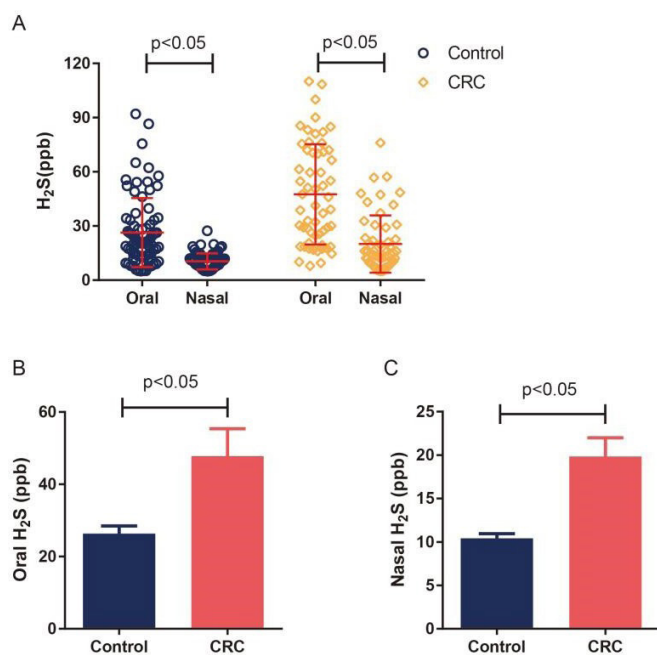 A
p<0.05
p<0.05
Control
CRC
H₂S(ppb)
120
90
60
30
0
Oral
Nasal
Oral
Nasal
B
p<0.05
Oral H₂S (ppb)
60
40
20
0
Control
CRC
C
p<0.05
Nasal H₂S (ppb)
25
20
15
10
5
0
Control
CRC